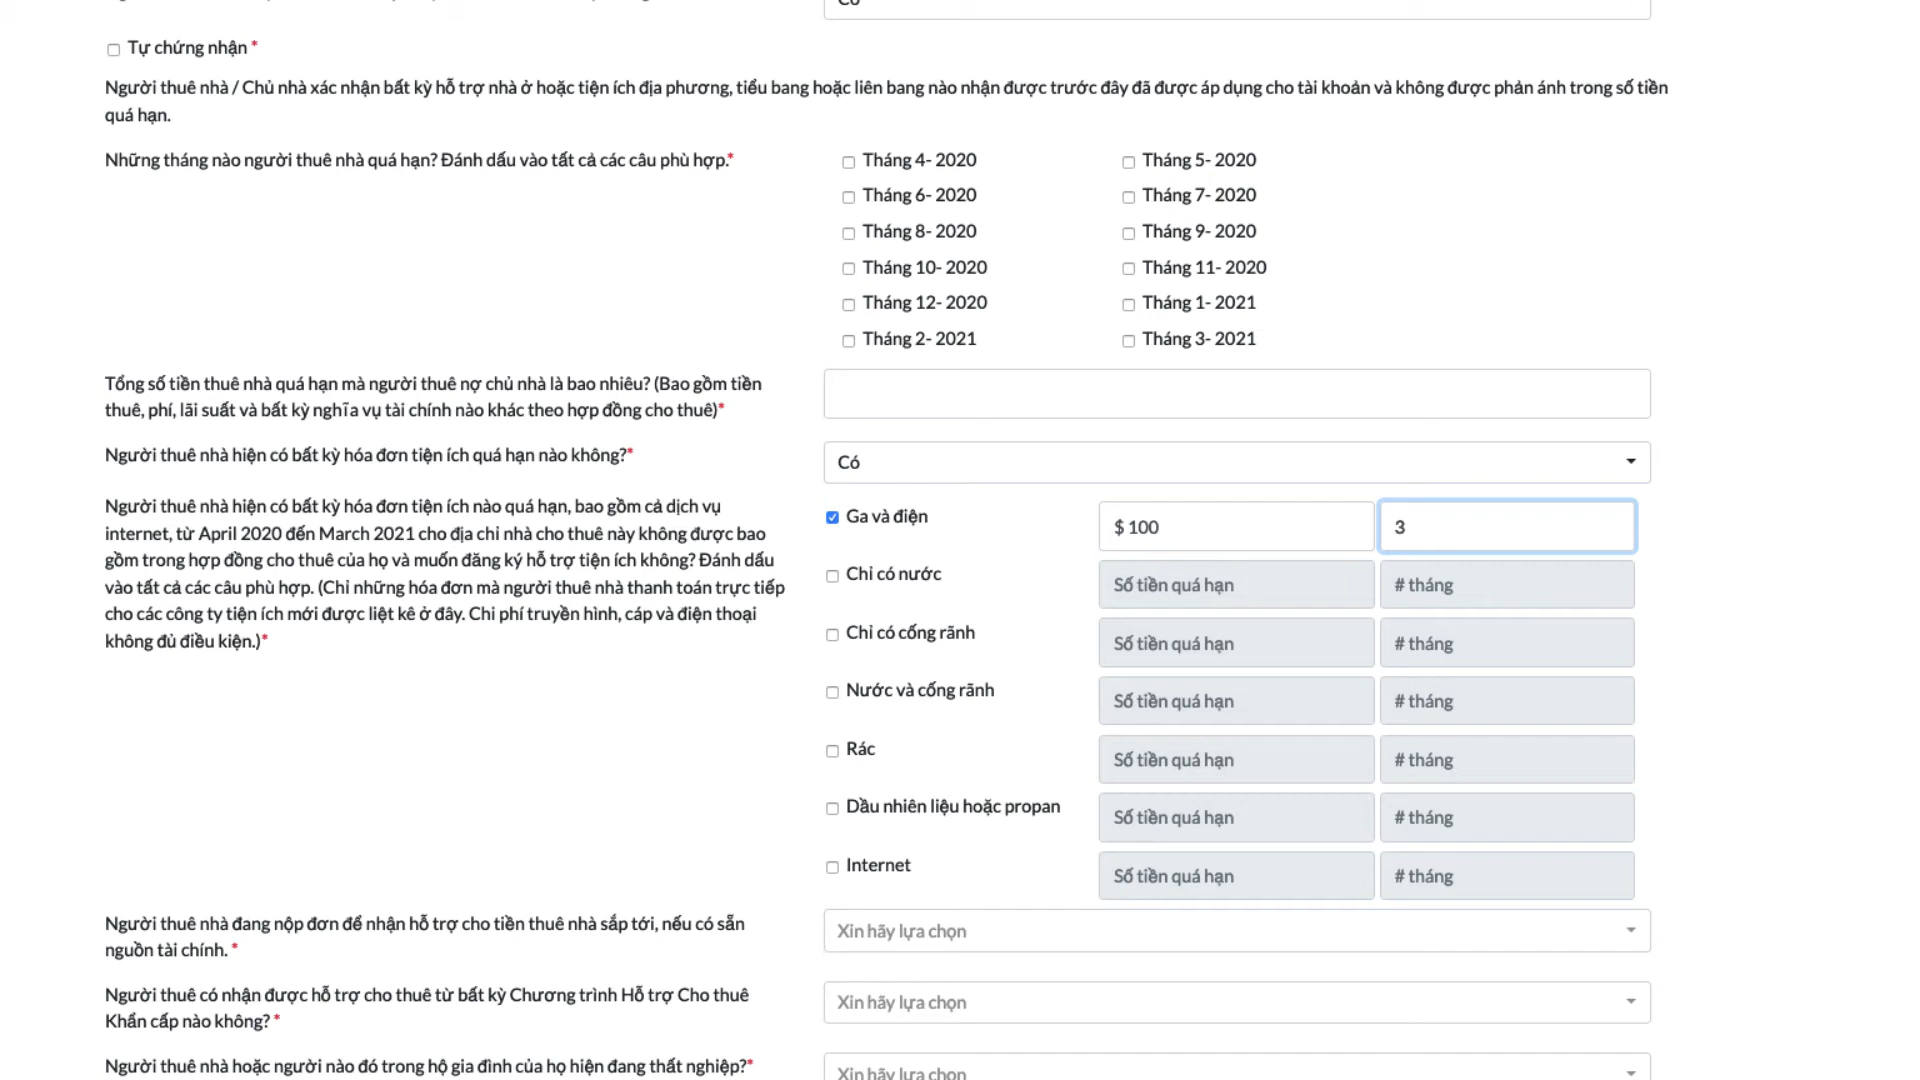 Có
Tự chứng nhận *
Người thuê nhà / Chủ nhà xác nhận bất kỳ hỗ trợ nhà ở hoặc tiện ích địa phương, tiểu bang hoặc liên bang nào nhận được trước đây đã được áp dụng cho tài khoản và không được phản ánh trong số tiền
quá hạn.
Những tháng nào người thuê nhà quá hạn? Đánh dấu vào tất cả các câu phù hợp.*
Tháng 4- 2020 Tháng 5- 2020
Tháng 6- 2020 Tháng 7- 2020
Tháng 8- 2020 Tháng 9- 2020
Tháng 10- 2020 Tháng 11- 2020
Tháng 12- 2020 Tháng 1- 2021
Tháng 2- 2021 Tháng 3- 2021
Tổng số tiền thuê nhà quá hạn mà người thuê nợ chủ nhà là bao nhiêu? (Bao gồm tiền
thuê, phí, lãi suất và bất kỳ nghĩa vụ tài chính nào khác theo hợp đồng cho thuê)*
Người thuê nhà hiện có bất kỳ hóa đơn tiện ích quá hạn nào không?*
Có
Người thuê nhà hiện có bất kỳ hóa đơn tiện ích nào quá hạn, bao gồm cả dịch vụ
internet, từ April 2020 đến March 2021 cho địa chỉ nhà cho thuê này không được bao
gồm trong hợp đồng cho thuê của họ và muốn đăng ký hỗ trợ tiện ích không? Đánh dấu
vào tất cả các câu phù hợp. (Chỉ những hóa đơn mà người thuê nhà thanh toán trực tiếp
cho các công ty tiện ích mới được liệt kê ở đây. Chi phí truyền hình, cáp và điện thoại
không đủ điều kiện.)*
Ga và điện $ 100 3
Chỉ có nước Số tiền quá hạn # tháng
Chỉ có cống rãnh Số tiền quá hạn # tháng
Nước và cống rãnh Số tiền quá hạn # tháng
Rác Số tiền quá hạn # tháng
Dầu nhiên liệu hoặc propan Số tiền quá hạn # tháng
Internet Số tiền quá hạn # tháng
Người thuê nhà đang nộp đơn để nhận hỗ trợ cho tiền thuê nhà sắp tới, nếu có sẵn
nguồn tài chính. *
Xin hãy lựa chọn
Người thuê có nhận được hỗ trợ cho thuê từ bất kỳ Chương trình Hỗ trợ Cho thuê
Khẩn cấp nào không? *
Xin hãy lựa chọn
Người thuê nhà hoặc người nào đó trong hộ gia đình của họ hiện đang thất nghiệp?*
Xin hãy lựa chọn